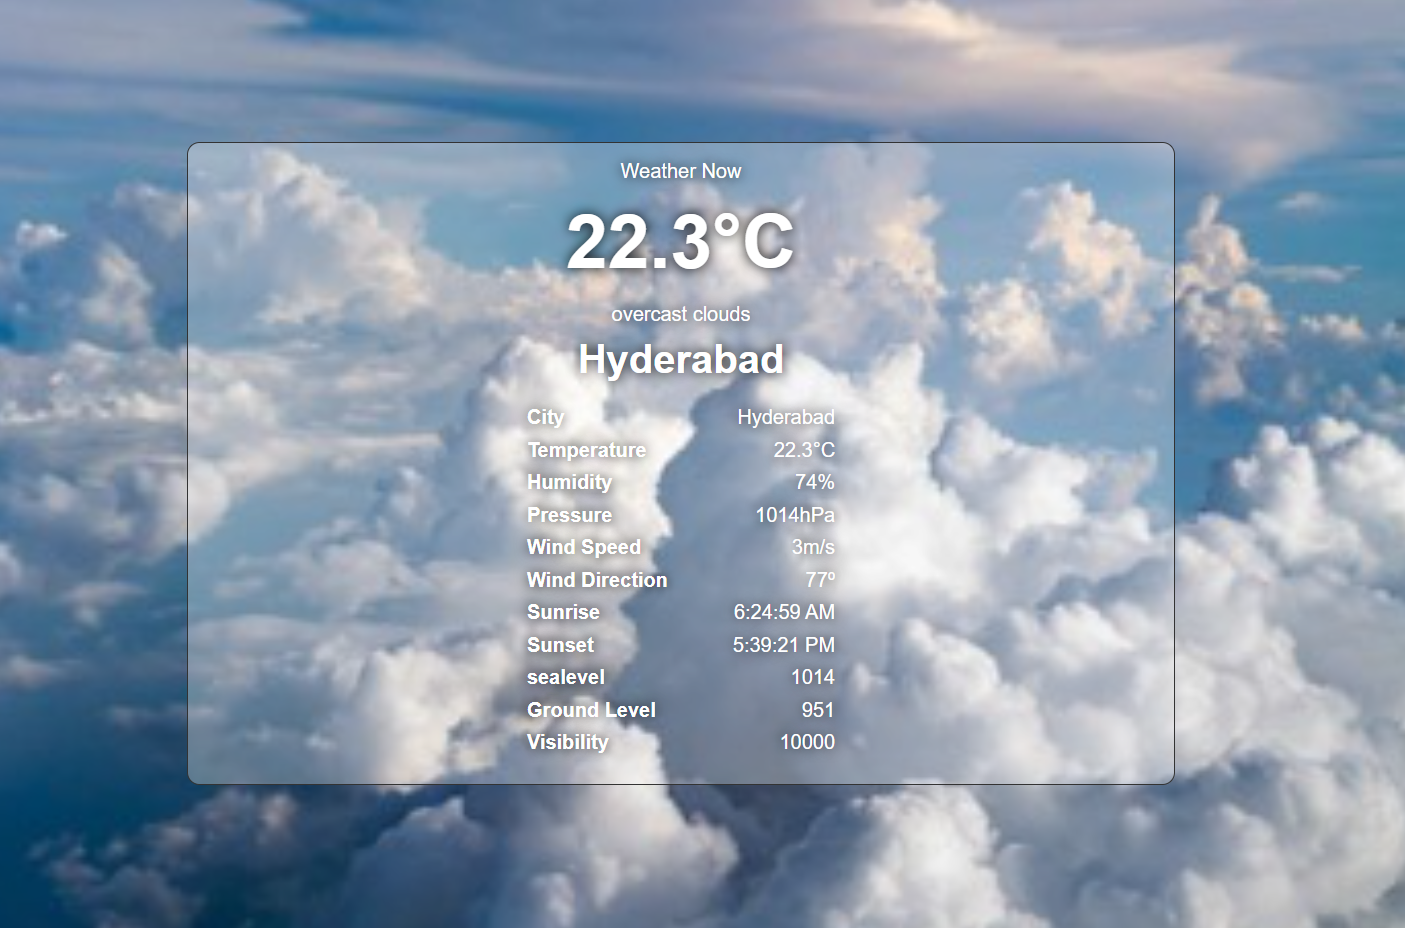 Weather Now
22.3°C
overcast clouds
Hyderabad
City Hyderabad
Temperature 22.3°C
Humidity 74%
Pressure 1014hPa
Wind Speed 3m/s
Wind Direction 77º
Sunrise 6:24:59 AM
Sunset 5:39:21 PM
sealevel 1014
Ground Level 951
Visibility 10000